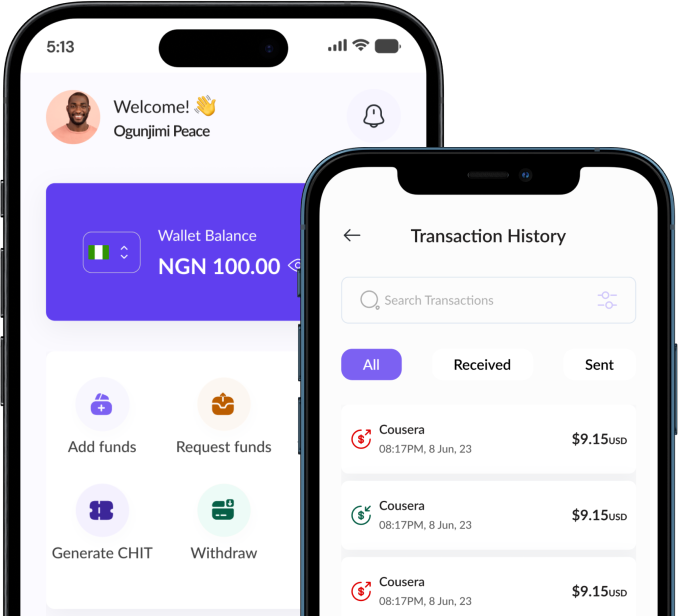 5:13
Welcome! 👋
Ogunjimi Peace
Wallet Balance
NGN 100.00
Add funds
Request funds
Generate CHIT
Withdraw
Transaction History
Search Transactions
All
Received
Sent
Cousera
$9.15USD
08:17PM, 8 Jun, 23
Cousera
$9.15USD
08:17PM, 8 Jun, 23
Cousera
$9.15USD
08:17PM, 8 Jun, 23